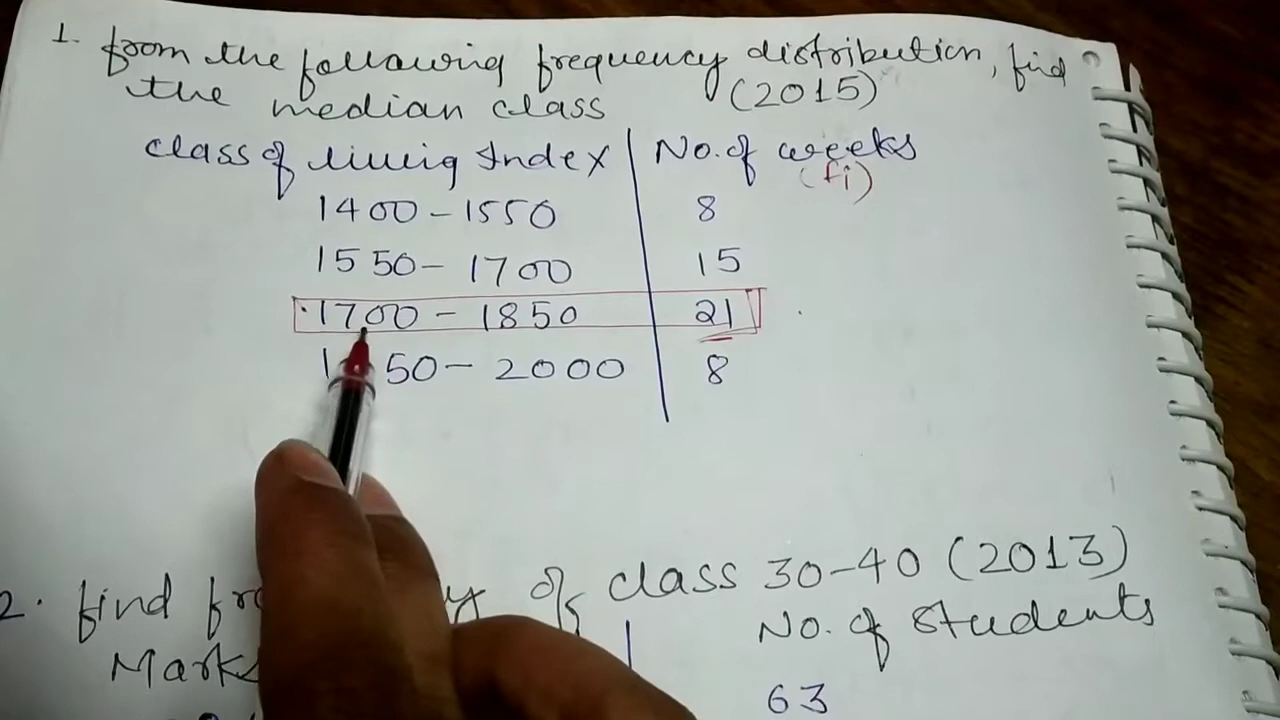 1. from the following frequency distribution, find
the median class (2015)
class of living Index No. of weeks
(fi)
1400-1550 8
1550-1700 15
1700-1850 21
50-2000 8
2. find of class 30-40 (2013)
Marks No. of students
63